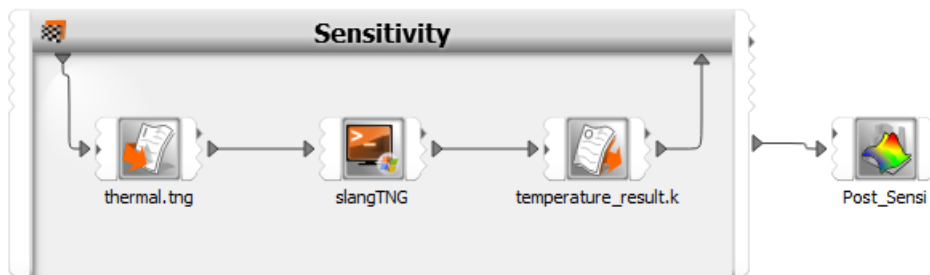 Sensitivity
>_
thermal.tng
slangTNG
temperature_result.k
Post_Sensi